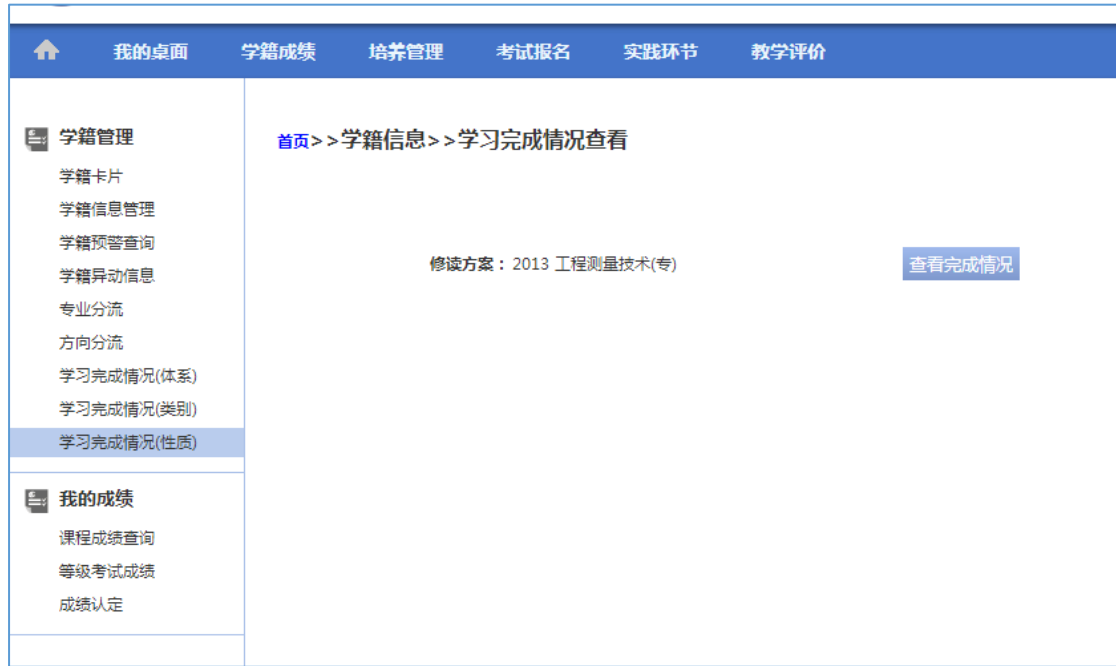 我的桌面 学籍成绩 培养管理 考试报名 实践环节 教学评价
学籍管理
学籍卡片
学籍信息管理
学籍预警查询
学籍异动信息
专业分流
方向分流
学习完成情况(体系)
学习完成情况(类别)
学习完成情况(性质)
我的成绩
课程成绩查询
等级考试成绩
成绩认定
首页>>学籍信息>>学习完成情况查看
修读方案：2013 工程测量技术(专) 查看完成情况